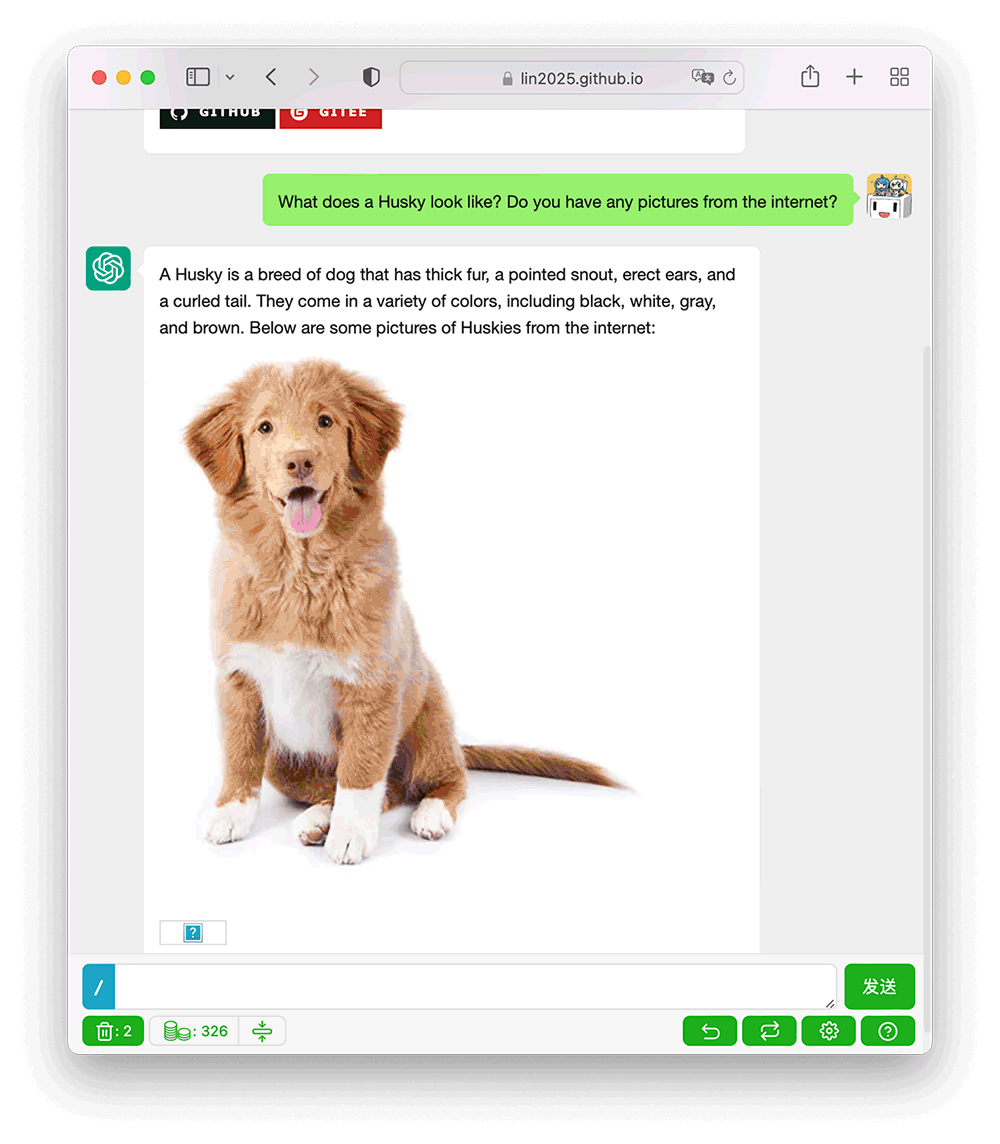 lin2025.github.io
GITHUB GITEE
What does a Husky look like? Do you have any pictures from the internet?
A Husky is a breed of dog that has thick fur, a pointed snout, erect ears, and
a curled tail. They come in a variety of colors, including black, white, gray,
and brown. Below are some pictures of Huskies from the internet:
?
/
发送
: 2 : 326